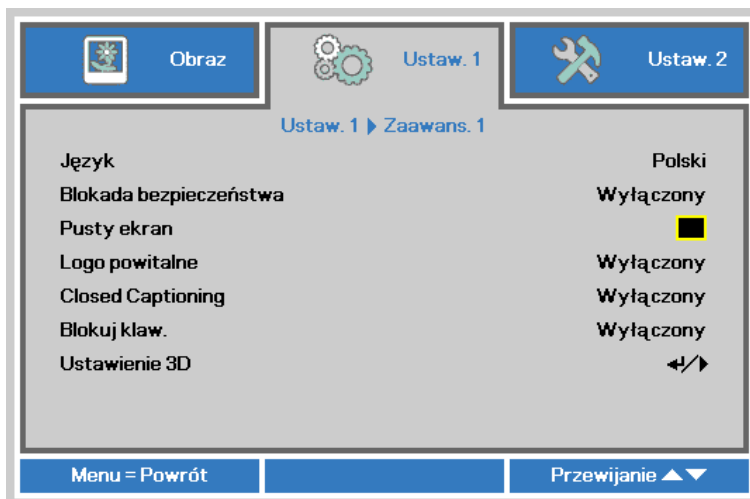 Obraz
Ustaw. 1
Ustaw. 2
Ustaw. 1 ▶ Zaawans. 1
Język Polski
Blokada bezpieczeństwa Wyłączony
Pusty ekran
Logo powitalne Wyłączony
Closed Captioning Wyłączony
Blokuj klaw. Wyłączony
Ustawienie 3D ↵/▶
Menu = Powrót
Przewijanie ▲▼